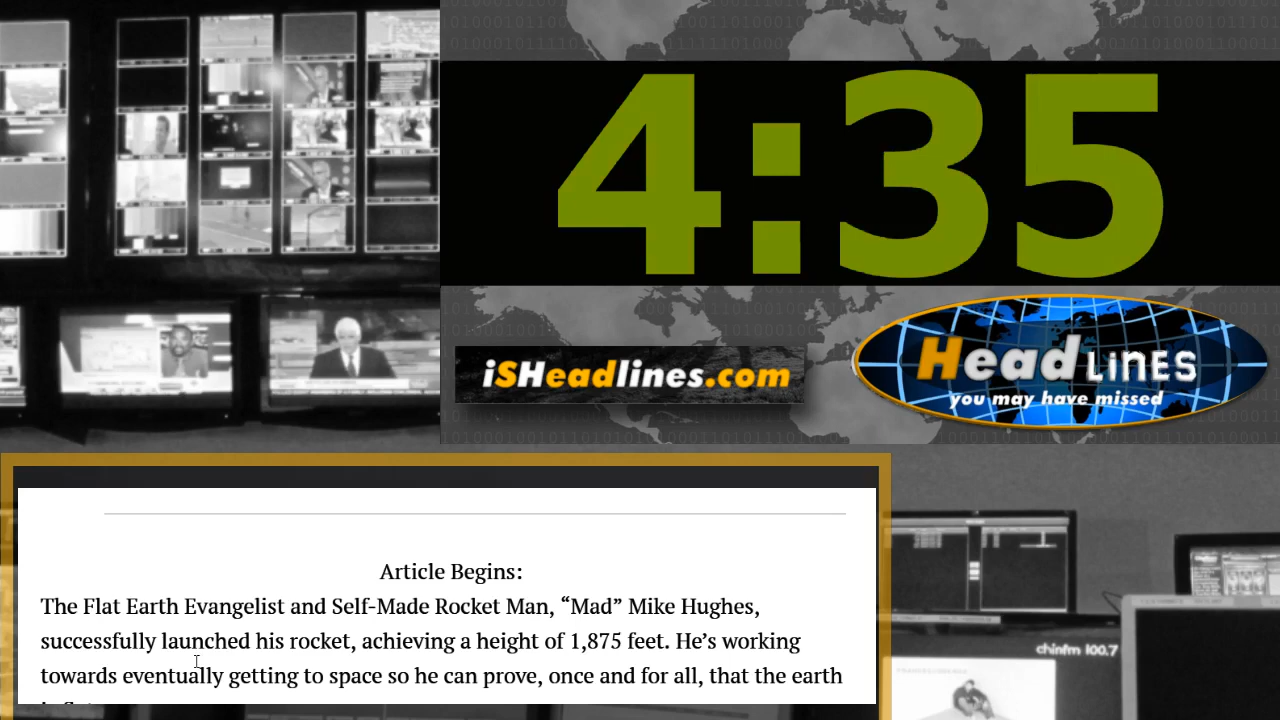 4:35
iSHeadlines.com
HeadLINES
you may have missed
Article Begins:
The Flat Earth Evangelist and Self-Made Rocket Man, “Mad” Mike Hughes,
successfully launched his rocket, achieving a height of 1,875 feet. He’s working
towards eventually getting to space so he can prove, once and for all, that the earth
chinfm 100.7